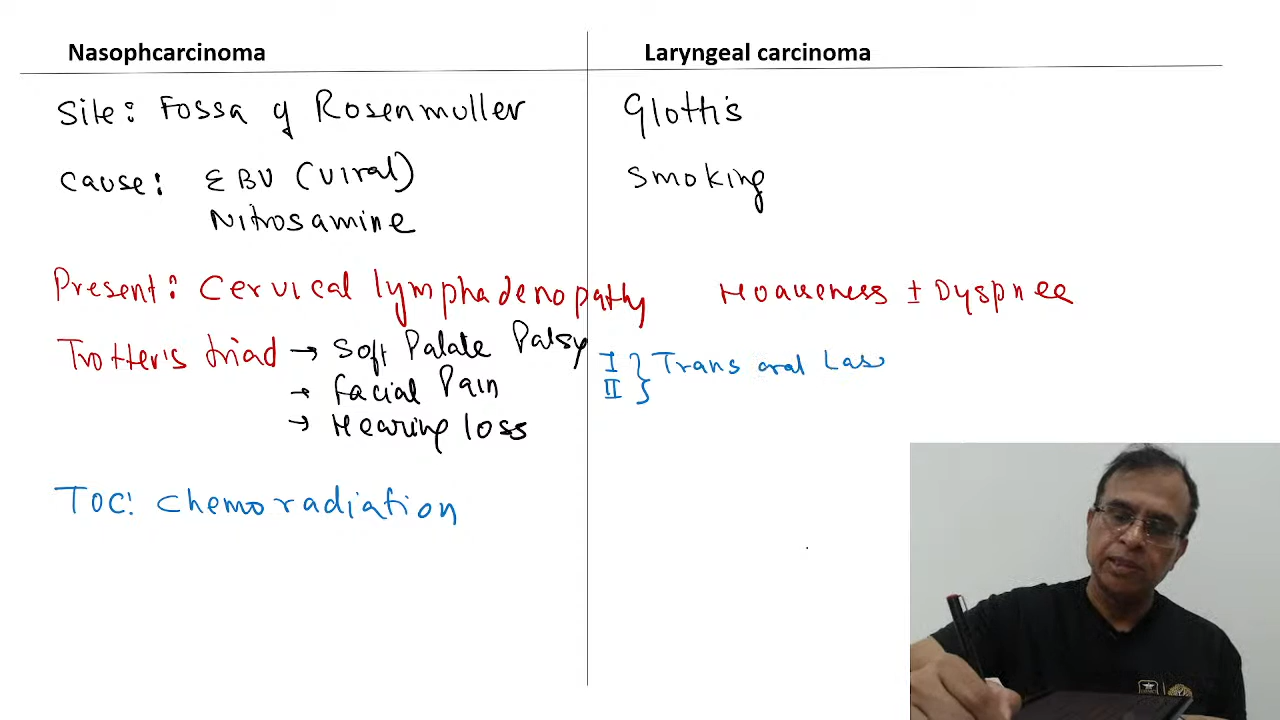 Nasophcarcinoma
Laryngeal carcinoma
Site: Fossa of Rosenmuller
Glottis
Cause: EBV (viral)
Smoking
Nitrosamine
Present: Cervical lymphadenopathy
Hoarseness ± Dyspnea
Trotter's triad → Soft Palate Palsy
I } Trans oral Las
II
→ Facial Pain
→ Hearing loss
TOC: Chemoradiation